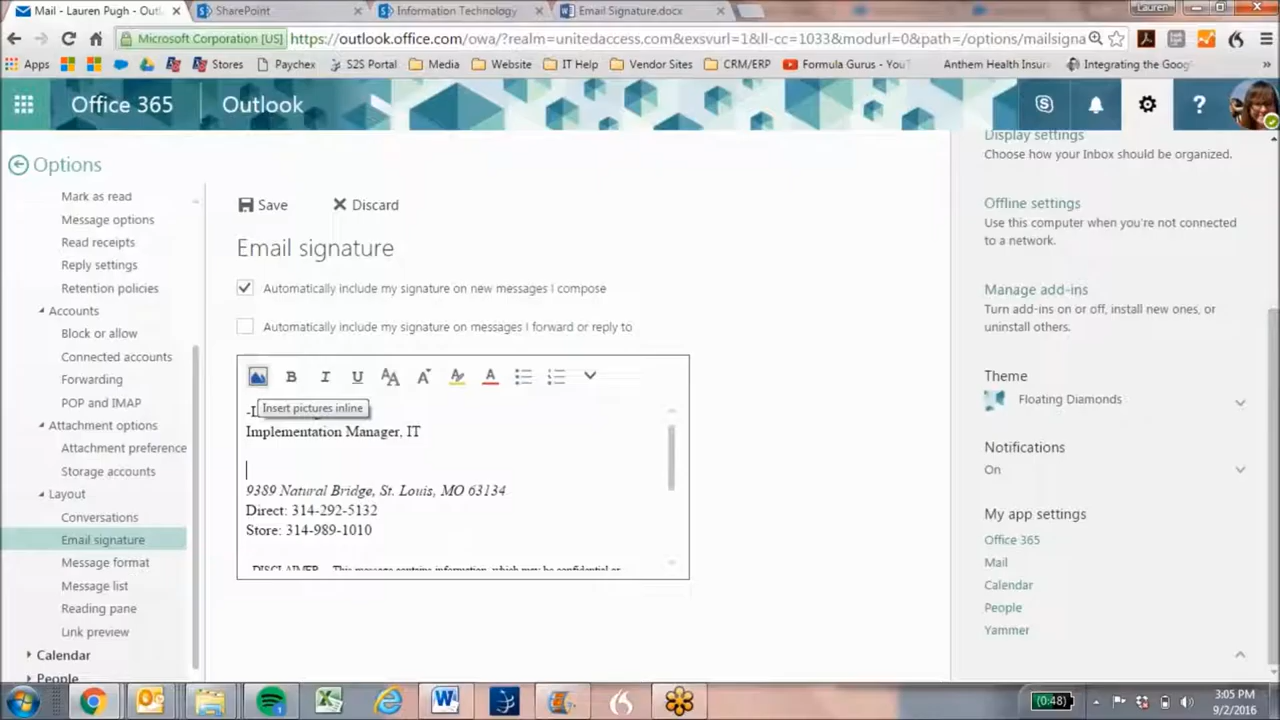 Mail - Lauren Pugh - Outl
SharePoint
Information Technology
Email Signature.docx
Lauren
Microsoft Corporation [US]
https://outlook.office.com/owa/?realm=unitedaccess.com&exsvurl=1&ll-cc=1033&modurl=0&path=/options/mailsigna
Apps
Stores
Paychex
S2S Portal
Media
Website
IT Help
Vendor Sites
CRM/ERP
Formula Gurus - You
Anthem Health Insur
Integrating the Goog
»
Office 365
Outlook
?
Options
Mark as read
Message options
Read receipts
Reply settings
Retention policies
Accounts
Block or allow
Connected accounts
Forwarding
POP and IMAP
Attachment options
Attachment preference
Storage accounts
Layout
Conversations
Email signature
Message format
Message list
Reading pane
Link preview
Calendar
People
Save
Discard
Email signature
Automatically include my signature on new messages I compose
Automatically include my signature on messages I forward or reply to
B I U A
Insert pictures inline
Implementation Manager, IT
9389 Natural Bridge, St. Louis, MO 63134
Direct: 314-292-5132
Store: 314-989-1010
DISCLAIMER This message contains information, which may be confidential or
Display settings
Choose how your Inbox should be organized.
Offline settings
Use this computer when you're not connected
to a network.
Manage add-ins
Turn add-ins on or off, install new ones, or
uninstall others.
Theme
Floating Diamonds
Notifications
On
My app settings
Office 365
Mail
Calendar
People
Yammer
(0:48)
3:05 PM
9/2/2016